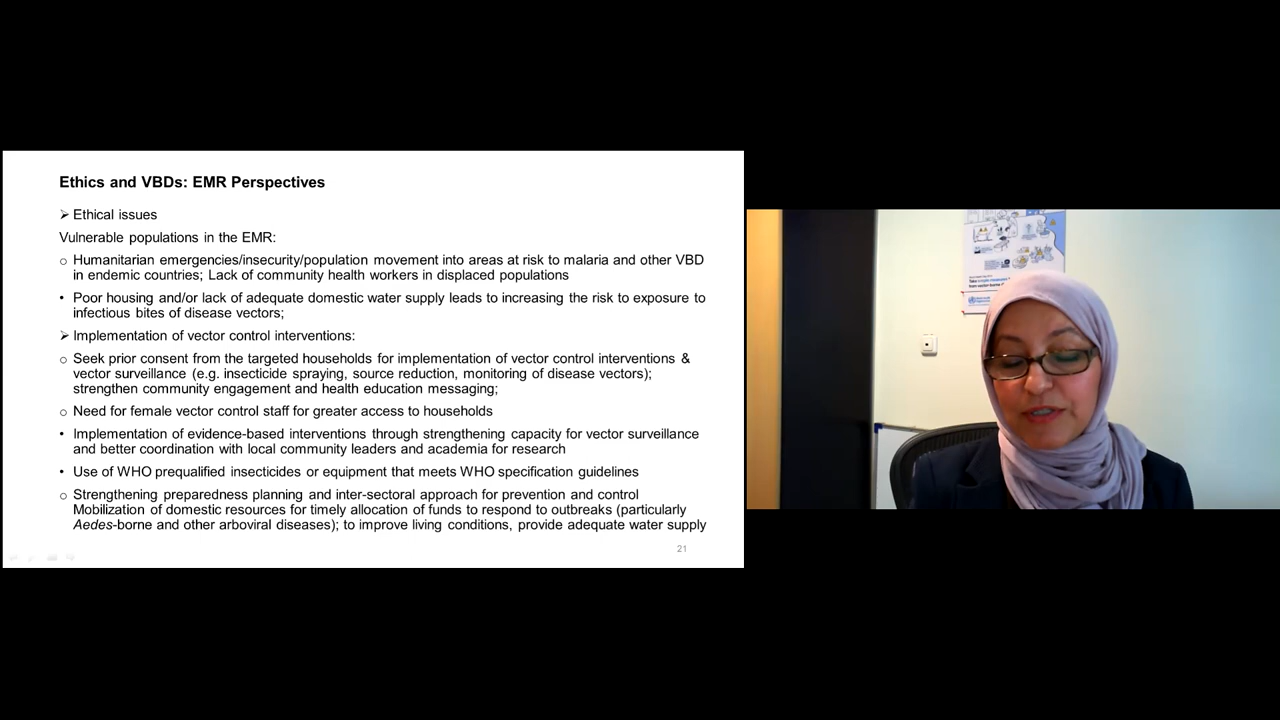 Ethics and VBDs: EMR Perspectives
➢ Ethical issues
Vulnerable populations in the EMR:
o Humanitarian emergencies/insecurity/population movement into areas at risk to malaria and other VBD
in endemic countries; Lack of community health workers in displaced populations
• Poor housing and/or lack of adequate domestic water supply leads to increasing the risk to exposure to
infectious bites of disease vectors;
➢ Implementation of vector control interventions:
o Seek prior consent from the targeted households for implementation of vector control interventions &
vector surveillance (e.g. insecticide spraying, source reduction, monitoring of disease vectors);
strengthen community engagement and health education messaging;
o Need for female vector control staff for greater access to households
• Implementation of evidence-based interventions through strengthening capacity for vector surveillance
and better coordination with local community leaders and academia for research
• Use of WHO prequalified insecticides or equipment that meets WHO specification guidelines
o Strengthening preparedness planning and inter-sectoral approach for prevention and control
Mobilization of domestic resources for timely allocation of funds to respond to outbreaks (particularly
Aedes-borne and other arboviral diseases); to improve living conditions, provide adequate water supply
21